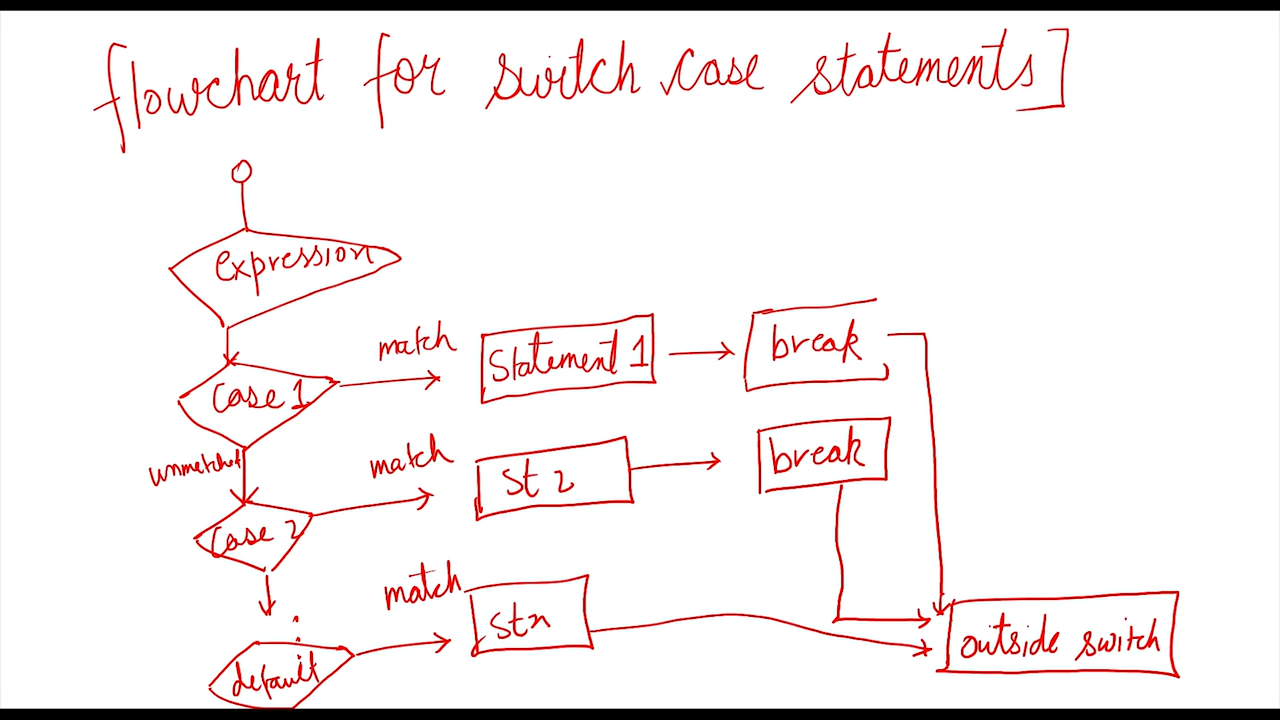 flowchart for switch case statements]
expression
match
Statement 1
break
Case 1
unmatched
match
St 2
break
Case 2
match
Stn
outside switch
default